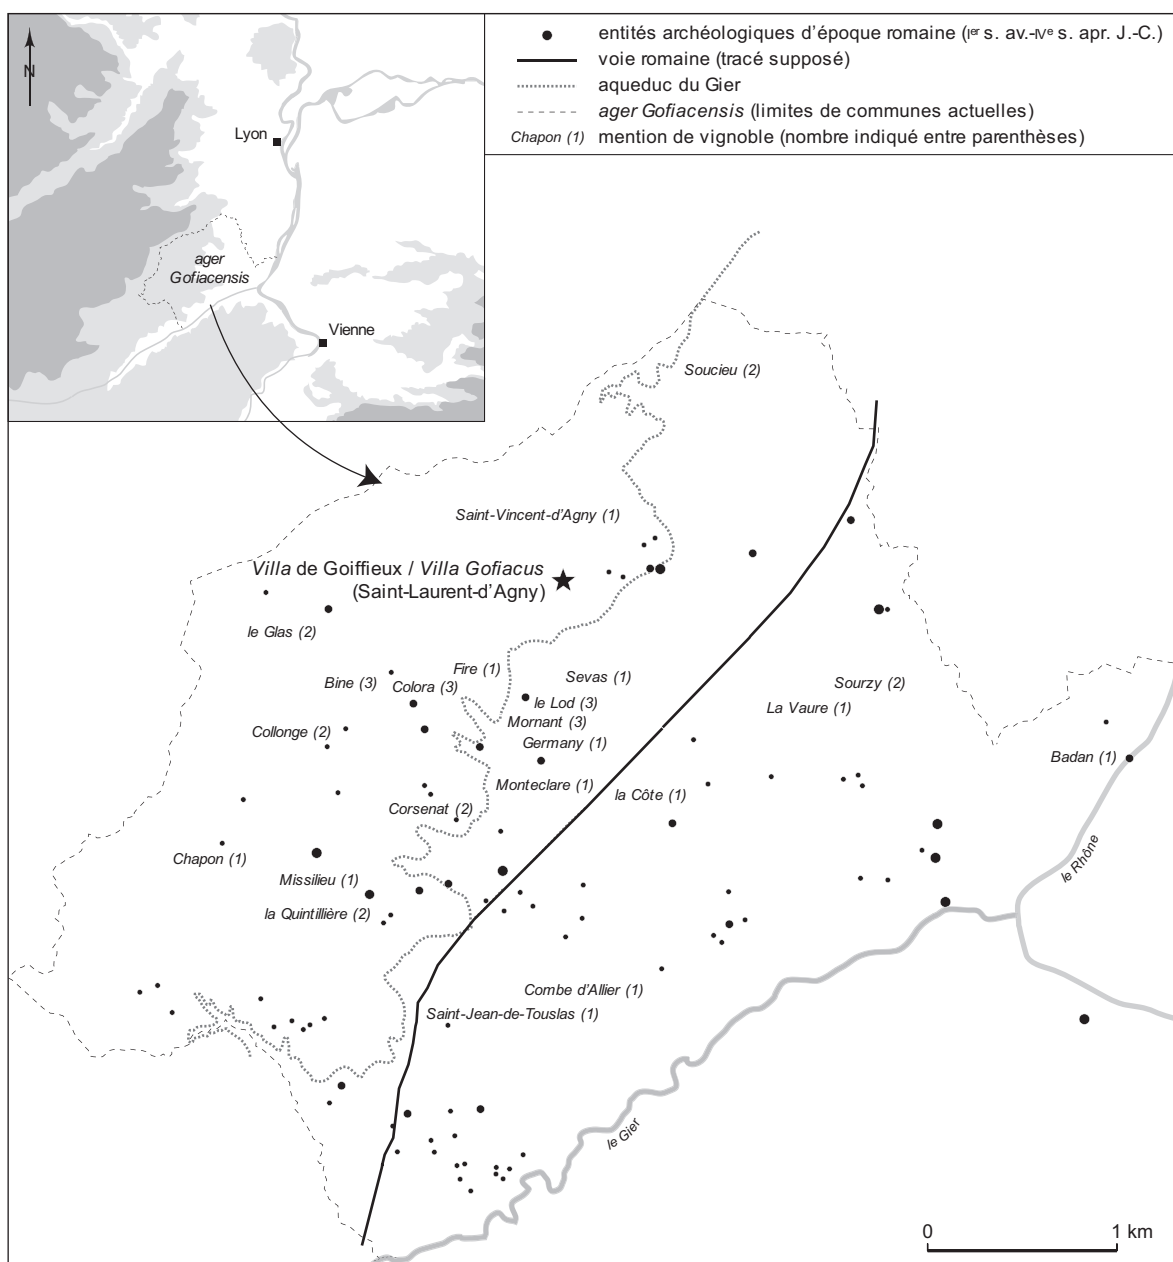 N
Lyon
ager
Gofiacensis
Vienne
entités archéologiques d'époque romaine (Ier s. av.-IVe s. apr. J.-C.)
voie romaine (tracé supposé)
aqueduc du Gier
ager Gofiacensis (limites de communes actuelles)
Chapon (1) mention de vignoble (nombre indiqué entre parenthèses)
Soucieu (2)
Saint-Vincent-d'Agny (1)
Villa de Goiffieux / Villa Gofiacus
(Saint-Laurent-d'Agny)
le Glas (2)
Fire (1)
Sevas (1)
Bine (3)
Colora (3)
Sourzy (2)
le Lod (3)
La Vaure (1)
Mornant (3)
Collonge (2)
Germany (1)
Badan (1)
Monteclare (1)
la Côte (1)
Corsenat (2)
Chapon (1)
le Rhône
Missilieu (1)
la Quintillière (2)
Combe d'Allier (1)
Saint-Jean-de-Touslas (1)
le Gier
0 1 km